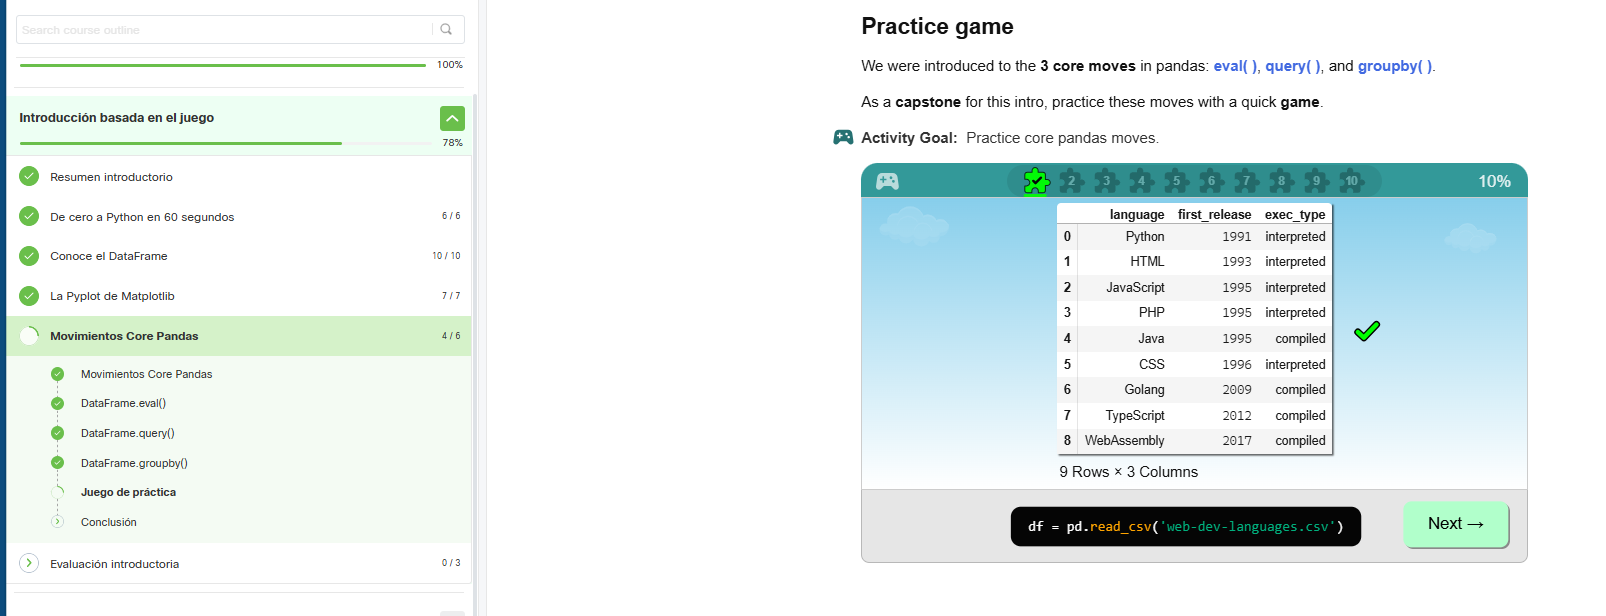 Search course outline
100%
Introducción basada en el juego
78%
Resumen introductorio
De cero a Python en 60 segundos 6 / 6
Conoce el DataFrame 10 / 10
La Pyplot de Matplotlib 7 / 7
Movimientos Core Pandas 4 / 6
Movimientos Core Pandas
DataFrame.eval()
DataFrame.query()
DataFrame.groupby()
Juego de práctica
Conclusión
Evaluación introductoria 0 / 3
Practice game
We were introduced to the 3 core moves in pandas: eval( ), query( ), and groupby( ).
As a capstone for this intro, practice these moves with a quick game.
Activity Goal: Practice core pandas moves.
2 3 4 5 6 7 8 9 10 10%
language first_release exec_type
0 Python 1991 interpreted
1 HTML 1993 interpreted
2 JavaScript 1995 interpreted
3 PHP 1995 interpreted
4 Java 1995 compiled
5 CSS 1996 interpreted
6 Golang 2009 compiled
7 TypeScript 2012 compiled
8 WebAssembly 2017 compiled
9 Rows × 3 Columns
df = pd.read_csv('web-dev-languages.csv')
Next →